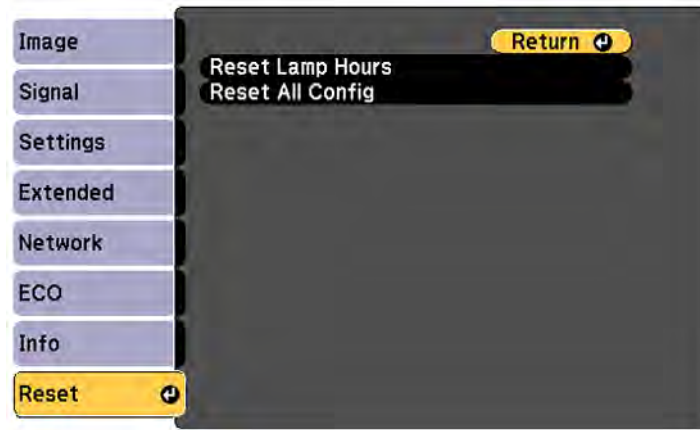 Image
Signal
Settings
Extended
Network
ECO
Info
Reset
Return
Reset Lamp Hours
Reset All Config